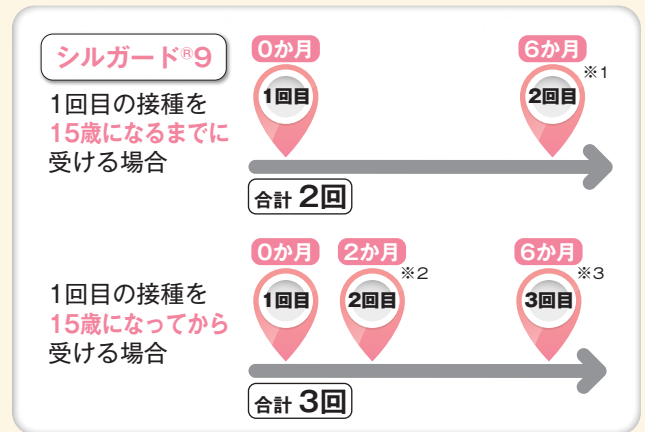 シルガード®9
1回目の接種を
15歳になるまでに
受ける場合
0か月
6か月
1回目
2回目
※1
合計 2回
1回目の接種を
15歳になってから
受ける場合
0か月
2か月
6か月
1回目
2回目
※2
3回目
※3
合計 3回